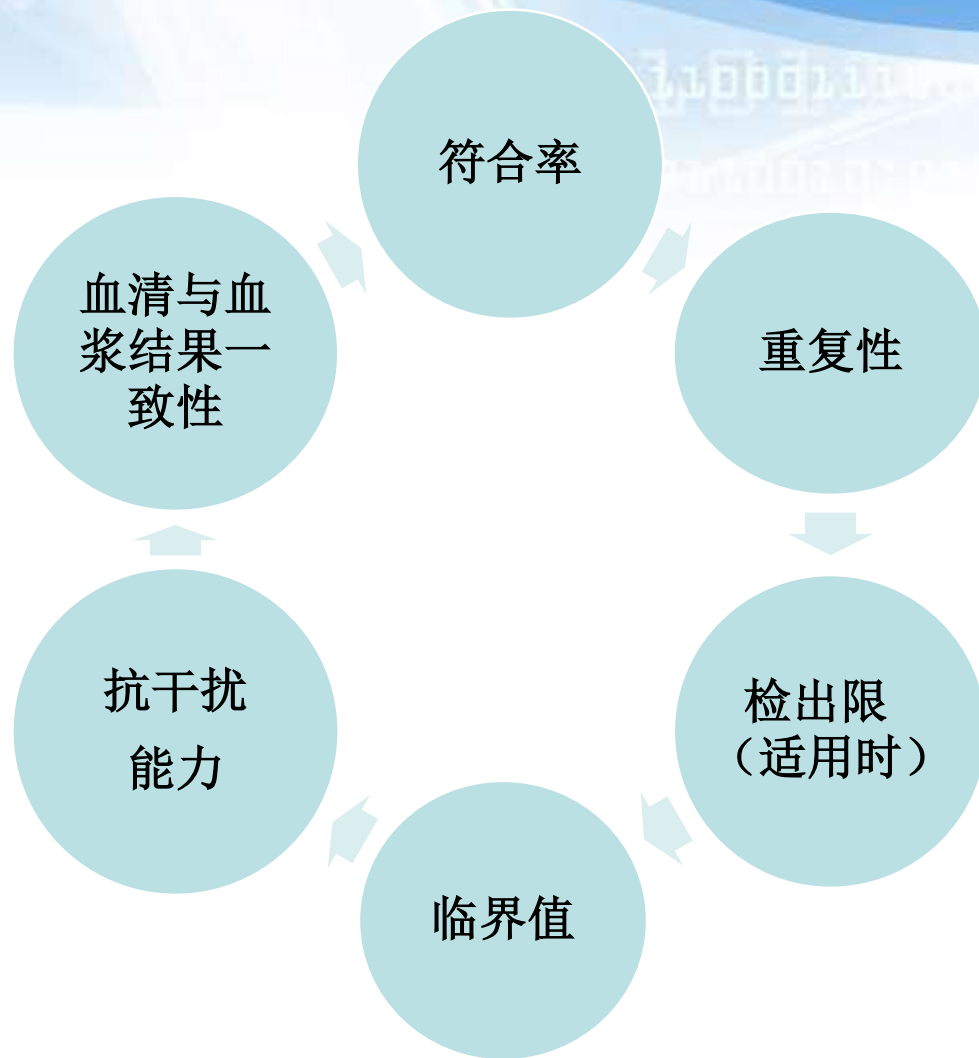 符合率
重复性
检出限
（适用时）
临界值
抗干扰
能力
血清与血
浆结果一
致性